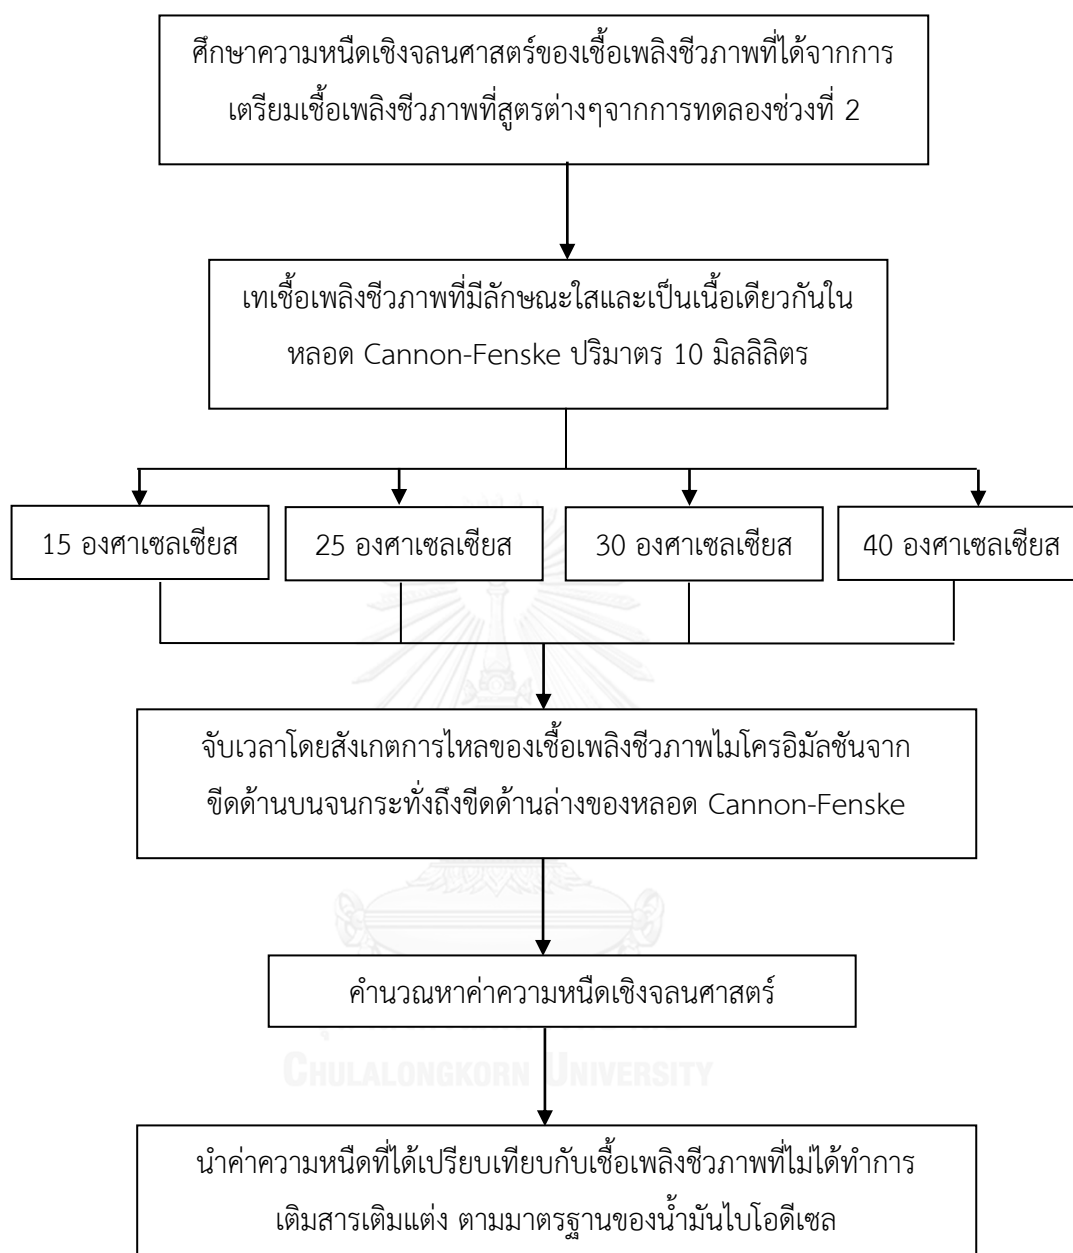 ศึกษาความหนืดเชิงจลนศาสตร์ของเชื้อเพลิงชีวภาพที่ได้จากการ
เตรียมเชื้อเพลิงชีวภาพที่สูตรต่างๆจากการทดลองช่วงที่ 2
เทเชื้อเพลิงชีวภาพที่มีลักษณะใสและเป็นเนื้อเดียวกันใน
หลอด Cannon-Fenske ปริมาตร 10 มิลลิลิตร
15 องศาเซลเซียส
25 องศาเซลเซียส
30 องศาเซลเซียส
40 องศาเซลเซียส
จับเวลาโดยสังเกตการไหลของเชื้อเพลิงชีวภาพไมโครอิมัลชันจาก
ขีดด้านบนจนกระทั่งถึงขีดด้านล่างของหลอด Cannon-Fenske
คำนวณหาค่าความหนืดเชิงจลนศาสตร์
CHULALONGKORN UNIVERSITY
นำค่าความหนืดที่ได้เปรียบเทียบกับเชื้อเพลิงชีวภาพที่ไม่ได้ทำการ
เติมสารเติมแต่ง ตามมาตรฐานของน้ำมันไบโอดีเซล